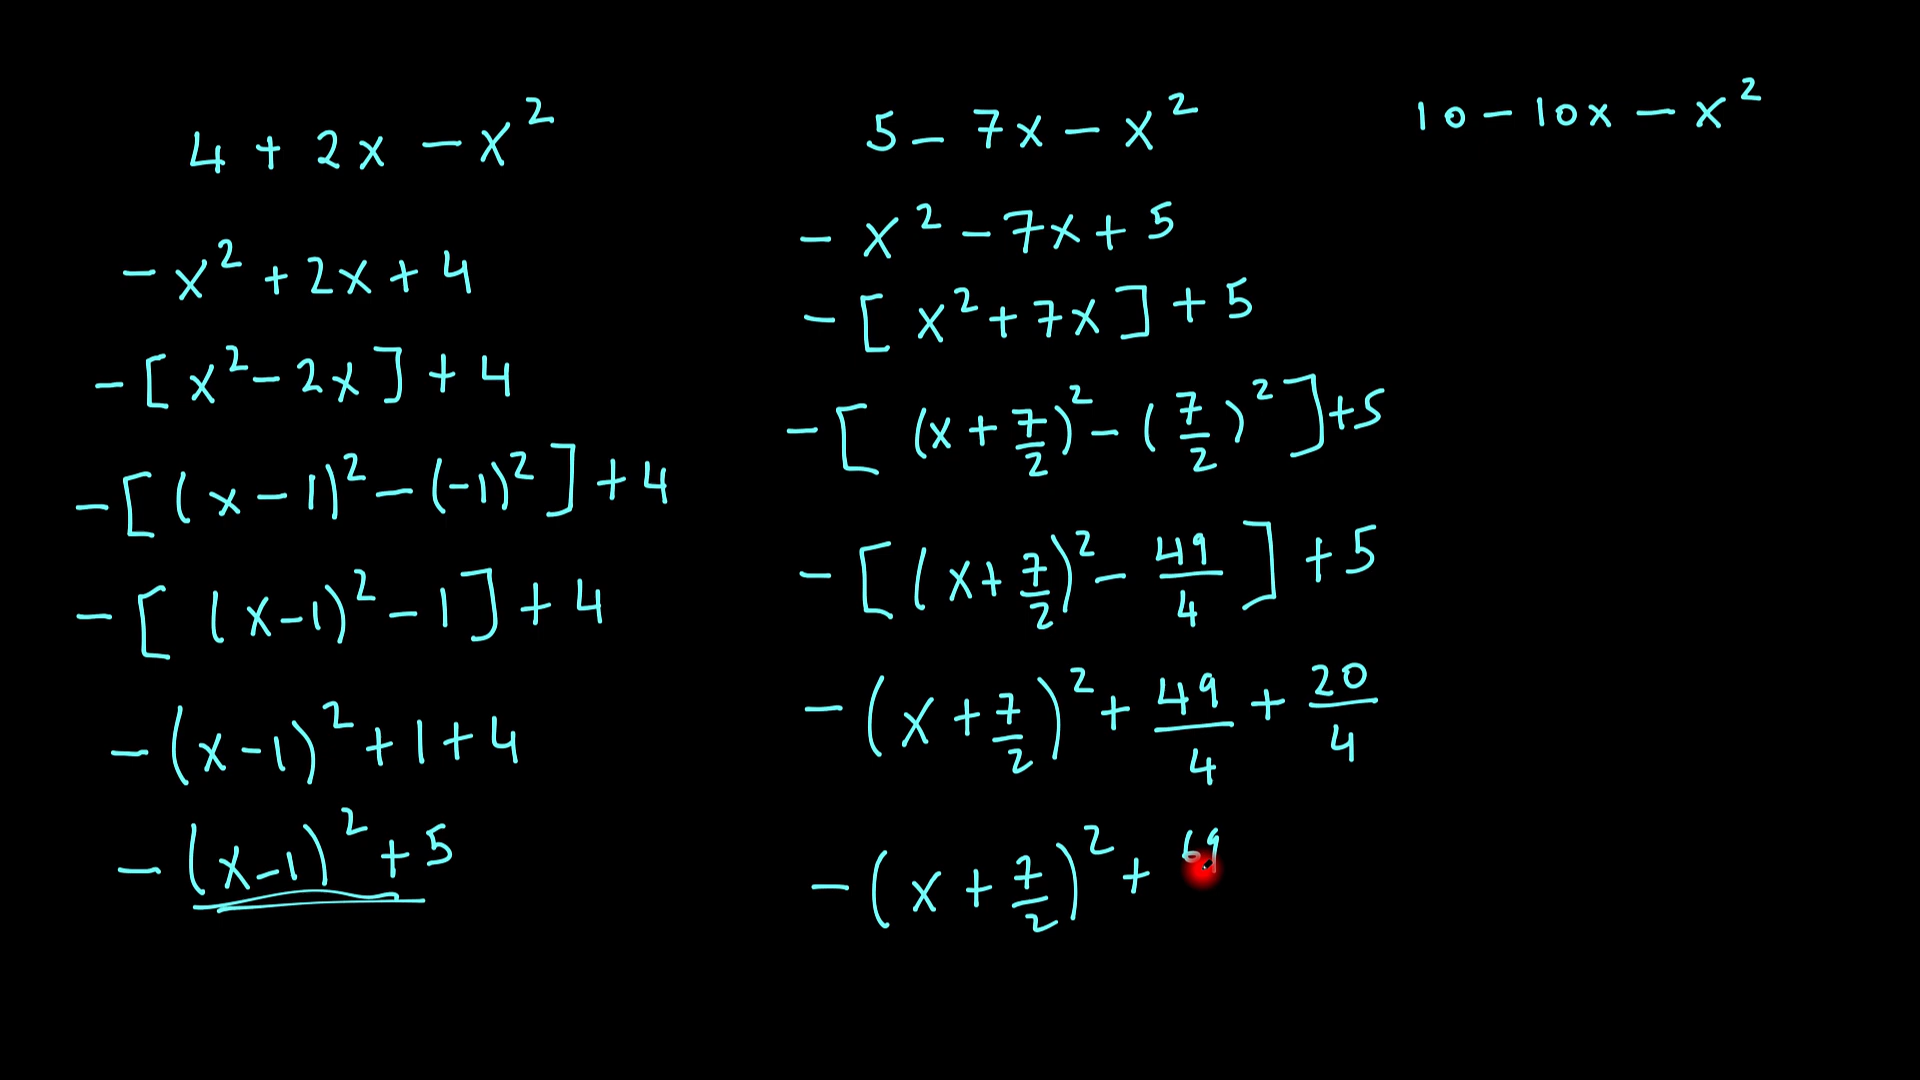 4 + 2x - x²
- x² + 2x + 4
- [ x² - 2x ] + 4
- [ (x - 1)² - (-1)² ] + 4
- [ (x-1)² - 1 ] + 4
- (x-1)² + 1 + 4
- (x-1)² + 5
5 - 7x - x²
- x² - 7x + 5
- [ x² + 7x ] + 5
- [ (x + 7/2)² - (7/2)² ] + 5
- [ (x + 7/2)² - 49/4 ] + 5
- (x + 7/2)² + 49/4 + 20/4
- (x + 7/2)² + 69
10 - 10x - x²